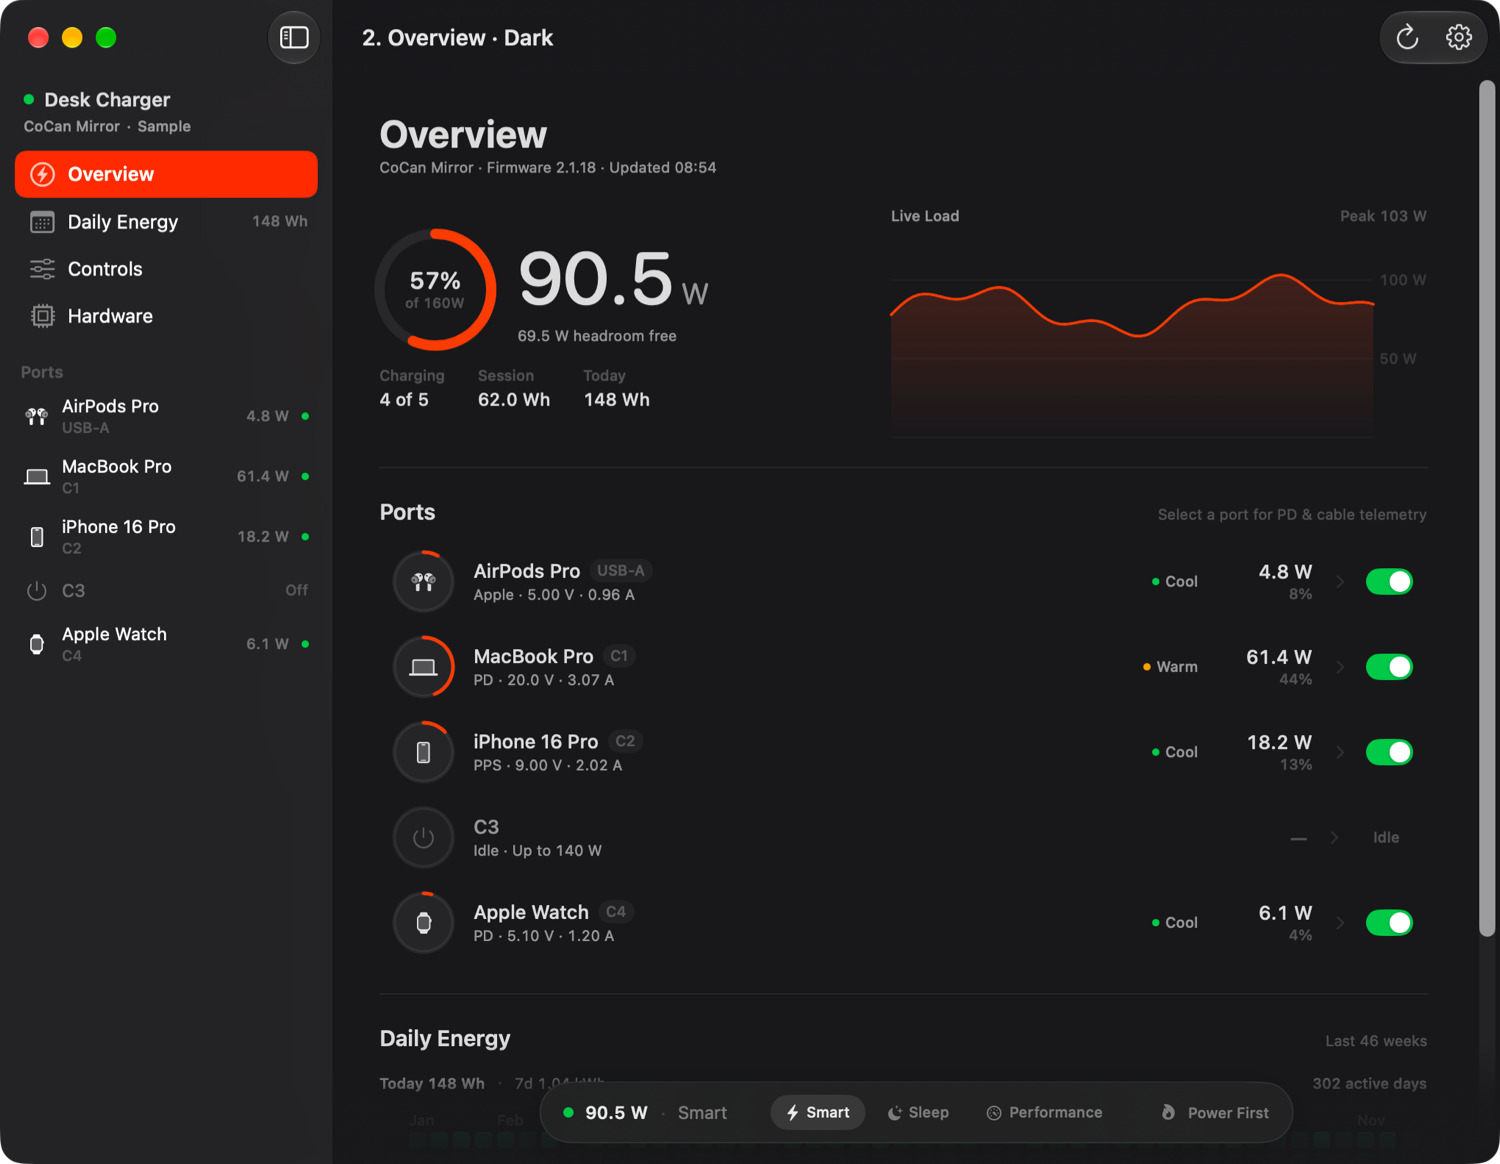 2. Overview · Dark
Desk Charger
CoCan Mirror · Sample
Overview
Daily Energy 148 Wh
Controls
Hardware
Ports
AirPods Pro
USB-A
4.8 W
MacBook Pro
C1
61.4 W
iPhone 16 Pro
C2
18.2 W
C3 Off
Apple Watch
C4
6.1 W
Overview
CoCan Mirror · Firmware 2.1.18 · Updated 08:54
57%
of 160W
90.5 W
69.5 W headroom free
Charging
4 of 5
Session
62.0 Wh
Today
148 Wh
Live Load Peak 103 W
100 W
50 W
Ports Select a port for PD & cable telemetry
AirPods Pro USB-A
Apple · 5.00 V · 0.96 A
Cool
4.8 W
8%
MacBook Pro C1
PD · 20.0 V · 3.07 A
Warm
61.4 W
44%
iPhone 16 Pro C2
PPS · 9.00 V · 2.02 A
Cool
18.2 W
13%
C3
Idle · Up to 140 W
— Idle
Apple Watch C4
PD · 5.10 V · 1.20 A
Cool
6.1 W
4%
Daily Energy Last 46 weeks
Today 148 Wh · 7d 1.04 kWh 302 active days
Jan Feb Nov
90.5 W · Smart Smart Sleep Performance Power First